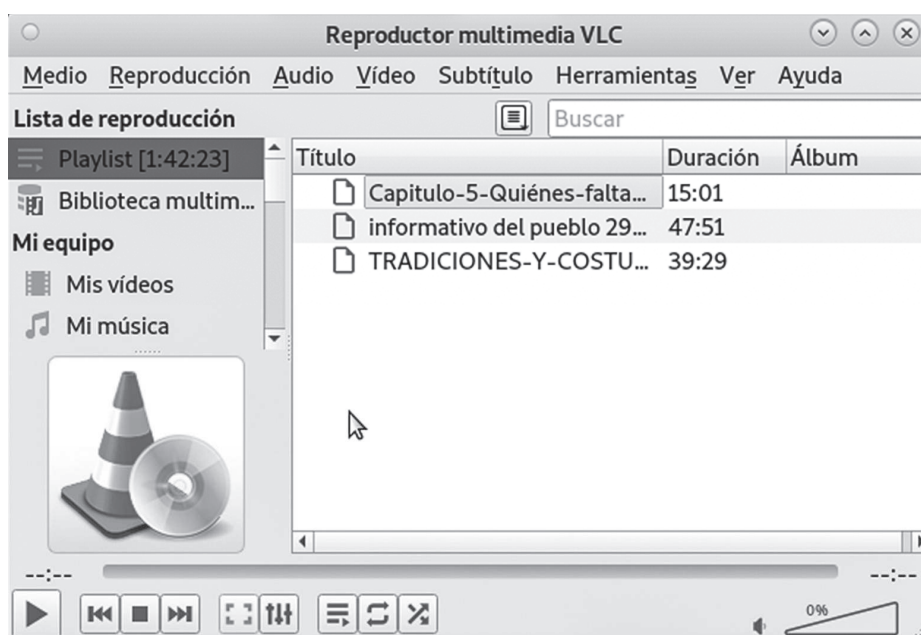 Reproductor multimedia VLC
Medio Reproducción Audio Vídeo Subtítulo Herramientas Ver Ayuda
Lista de reproducción
Buscar
Playlist [1:42:23]
Biblioteca multim...
Mi equipo
Mis vídeos
Mi música
Título Duración Álbum
Capitulo-5-Quiénes-falta... 15:01
informativo del pueblo 29... 47:51
TRADICIONES-Y-COSTU... 39:29
--:-- --:--
0%